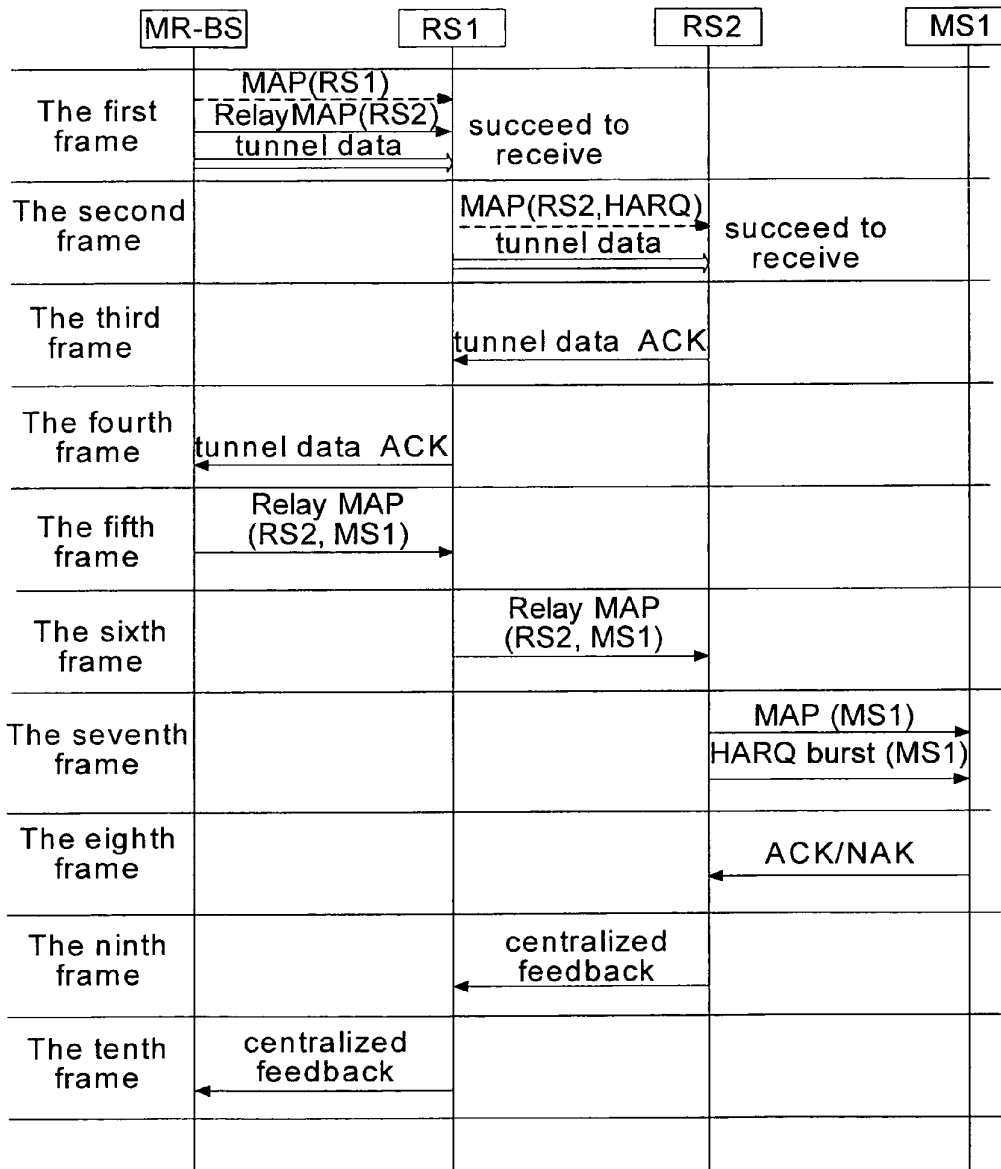 MR-BS RS1 RS2 MS1
The first
frame
MAP(RS1)
RelayMAP(RS2)
tunnel data
succeed to
receive
The second
frame
MAP(RS2,HARQ)
tunnel data
succeed to
receive
The third
frame
tunnel data ACK
The fourth
frame
tunnel data ACK
The fifth
frame
Relay MAP
(RS2, MS1)
The sixth
frame
Relay MAP
(RS2, MS1)
The seventh
frame
MAP (MS1)
HARQ burst (MS1)
The eighth
frame
ACK/NAK
The ninth
frame
centralized
feedback
The tenth
frame
centralized
feedback